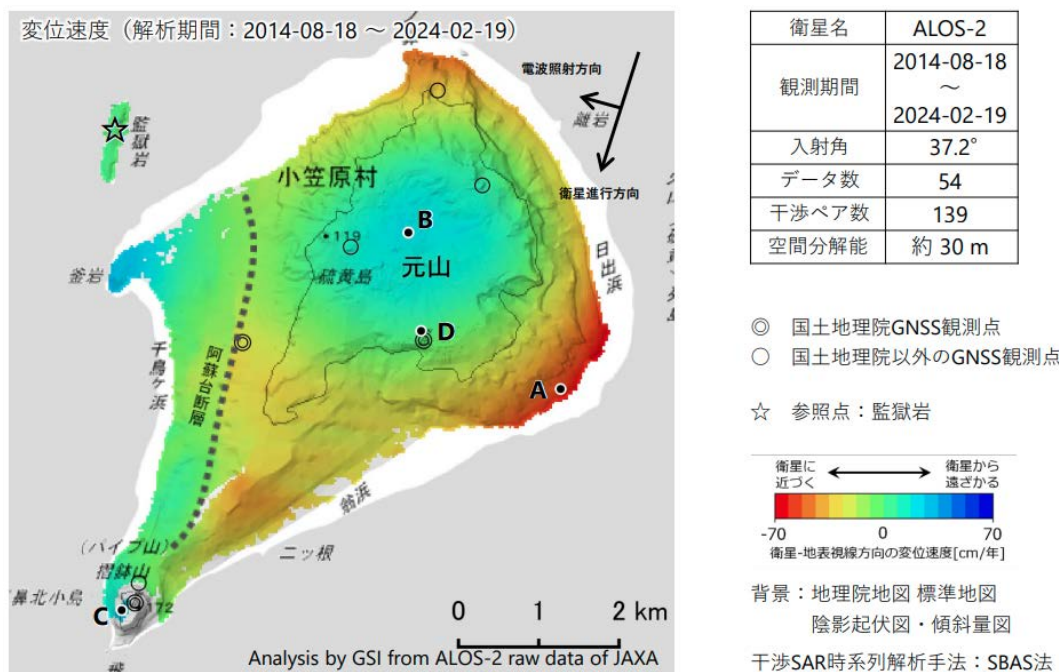 変位速度（解析期間：2014-08-18 ～ 2024-02-19）
電波照射方向
離岩
衛星進行方向
監獄岩
小笠原村
119
B
元山
硫黄島
釜岩
日出浜
D
千鳥ヶ浜
阿蘇台断層
A
翁浜
二ッ根
(パイプ山)
摺鉢山
鼻北小島
C
172
飛
0 1 2 km
Analysis by GSI from ALOS-2 raw data of JAXA
衛星名 ALOS-2
観測期間 2014-08-18
～
2024-02-19
入射角 37.2°
データ数 54
干渉ペア数 139
空間分解能 約 30 m
◎ 国土地理院GNSS観測点
○ 国土地理院以外のGNSS観測点
☆ 参照点：監獄岩
衛星に
近づく
衛星から
遠ざかる
-70 0 70
衛星-地表視線方向の変位速度[cm/年]
背景：地理院地図 標準地図
陰影起伏図・傾斜量図
干渉SAR時系列解析手法：SBAS法